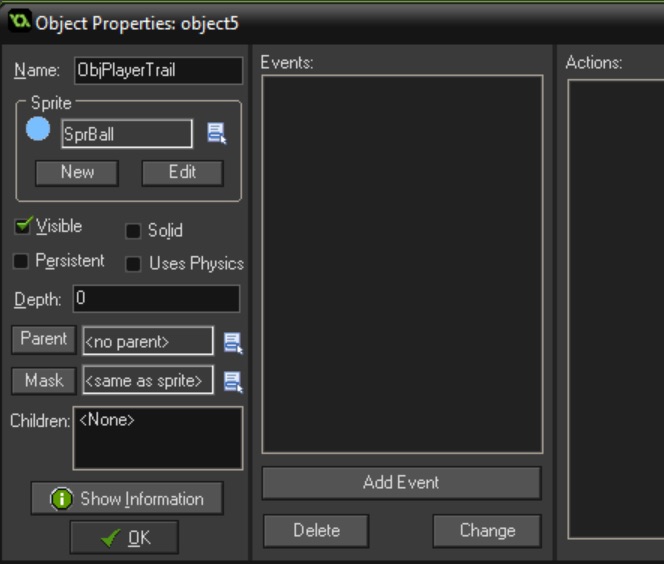 Object Properties: object5
Name: ObjPlayerTrail
Sprite
SprBall
New Edit
Visible Solid
Persistent Uses Physics
Depth: 0
Parent <no parent>
Mask <same as sprite>
Children: <None>
Show Information
OK
Events:
Add Event
Delete Change
Actions: